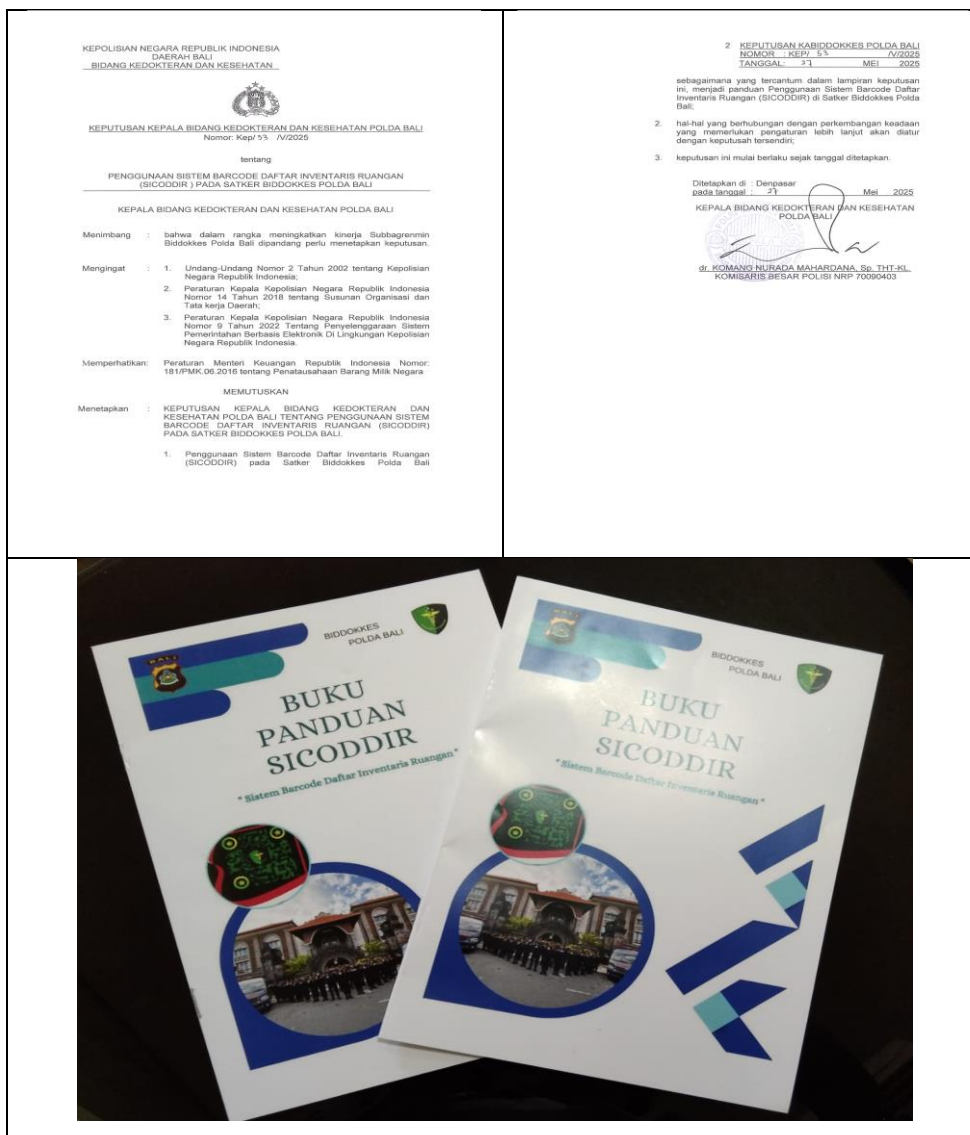 KEPOLISIAN NEGARA REPUBLIK INDONESIA
DAERAH BALI
BIDANG KEDOKTERAN DAN KESEHATAN
KEPUTUSAN KEPALA BIDANG KEDOKTERAN DAN KESEHATAN POLDA BALI
Nomor: Kep/ 53 /V/2025
tentang
PENGGUNAAN SISTEM BARCODE DAFTAR INVENTARIS RUANGAN
(SICODDIR ) PADA SATKER BIDDOKKES POLDA BALI
KEPALA BIDANG KEDOKTERAN DAN KESEHATAN POLDA BALI
Menimbang : bahwa dalam rangka meningkatkan kinerja Subbagrenmin
Biddokkes Polda Bali dipandang perlu menetapkan keputusan.
Mengingat : 1. Undang-Undang Nomor 2 Tahun 2002 tentang Kepolisian
Negara Republik Indonesia;
2. Peraturan Kepala Kepolisian Negara Republik Indonesia
Nomor 14 Tahun 2018 tentang Susunan Organisasi dan
Tata kerja Daerah;
3. Peraturan Kepala Kepolisian Negara Republik Indonesia
Nomor 9 Tahun 2022 Tentang Penyelenggaraan Sistem
Pemerintahan Berbasis Elektronik Di Lingkungan Kepolisian
Negara Republik Indonesia.
Memperhatikan: Peraturan Menteri Keuangan Republik Indonesia Nomor:
181/PMK.06.2016 tentang Penatausahaan Barang Milik Negara
MEMUTUSKAN
Menetapkan : KEPUTUSAN KEPALA BIDANG KEDOKTERAN DAN
KESEHATAN POLDA BALI TENTANG PENGGUNAAN SISTEM
BARCODE DAFTAR INVENTARIS RUANGAN (SICODDIR)
PADA SATKER BIDDOKKES POLDA BALI.
1. Penggunaan Sistem Barcode Daftar Inventaris Ruangan
(SICODDIR) pada Satker Biddokkes Polda Bali
2 KEPUTUSAN KABIDDOKKES POLDA BALI
NOMOR : KEP/ 53 /V/2025
TANGGAL: 27 MEI 2025
sebagaimana yang tercantum dalam lampiran keputusan
ini, menjadi panduan Penggunaan Sistem Barcode Daftar
Inventaris Ruangan (SICODDIR) di Satker Biddokkes Polda
Bali;
2. hal-hal yang berhubungan dengan perkembangan keadaan
yang memerlukan pengaturan lebih lanjut akan diatur
dengan keputusah tersendiri;
3. keputusan ini mulai berlaku sejak tanggal ditetapkan.
Ditetapkan di : Denpasar
pada tanggal : 27 Mei 2025
KEPALA BIDANG KEDOKTERAN DAN KESEHATAN
POLDA BALI
dr. KOMANG NURADA MAHARDANA, Sp. THT-KL
KOMISARIS BESAR POLISI NRP 70090403
BALI
BIDDOKKES
POLDA BALI
BUKU
PANDUAN
SICODDIR
" Sistem Barcode Daftar Inventaris Ruangan "
BALI
BIDDOKKES
POLDA BALI
BUKU
PANDUAN
SICODDIR
" Sistem Barcode Daftar Inventaris Ruangan "